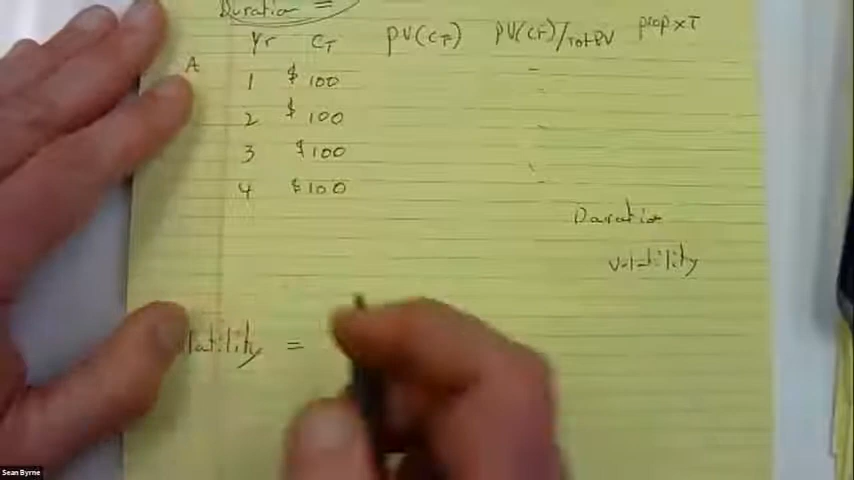 Duration =
Yr CT PV(CT) PV(CF)/TotPV prop x T
A
1 $100
2 $100
3 $100
4 $100
Duration
volatility
latility =
Sean Byrne